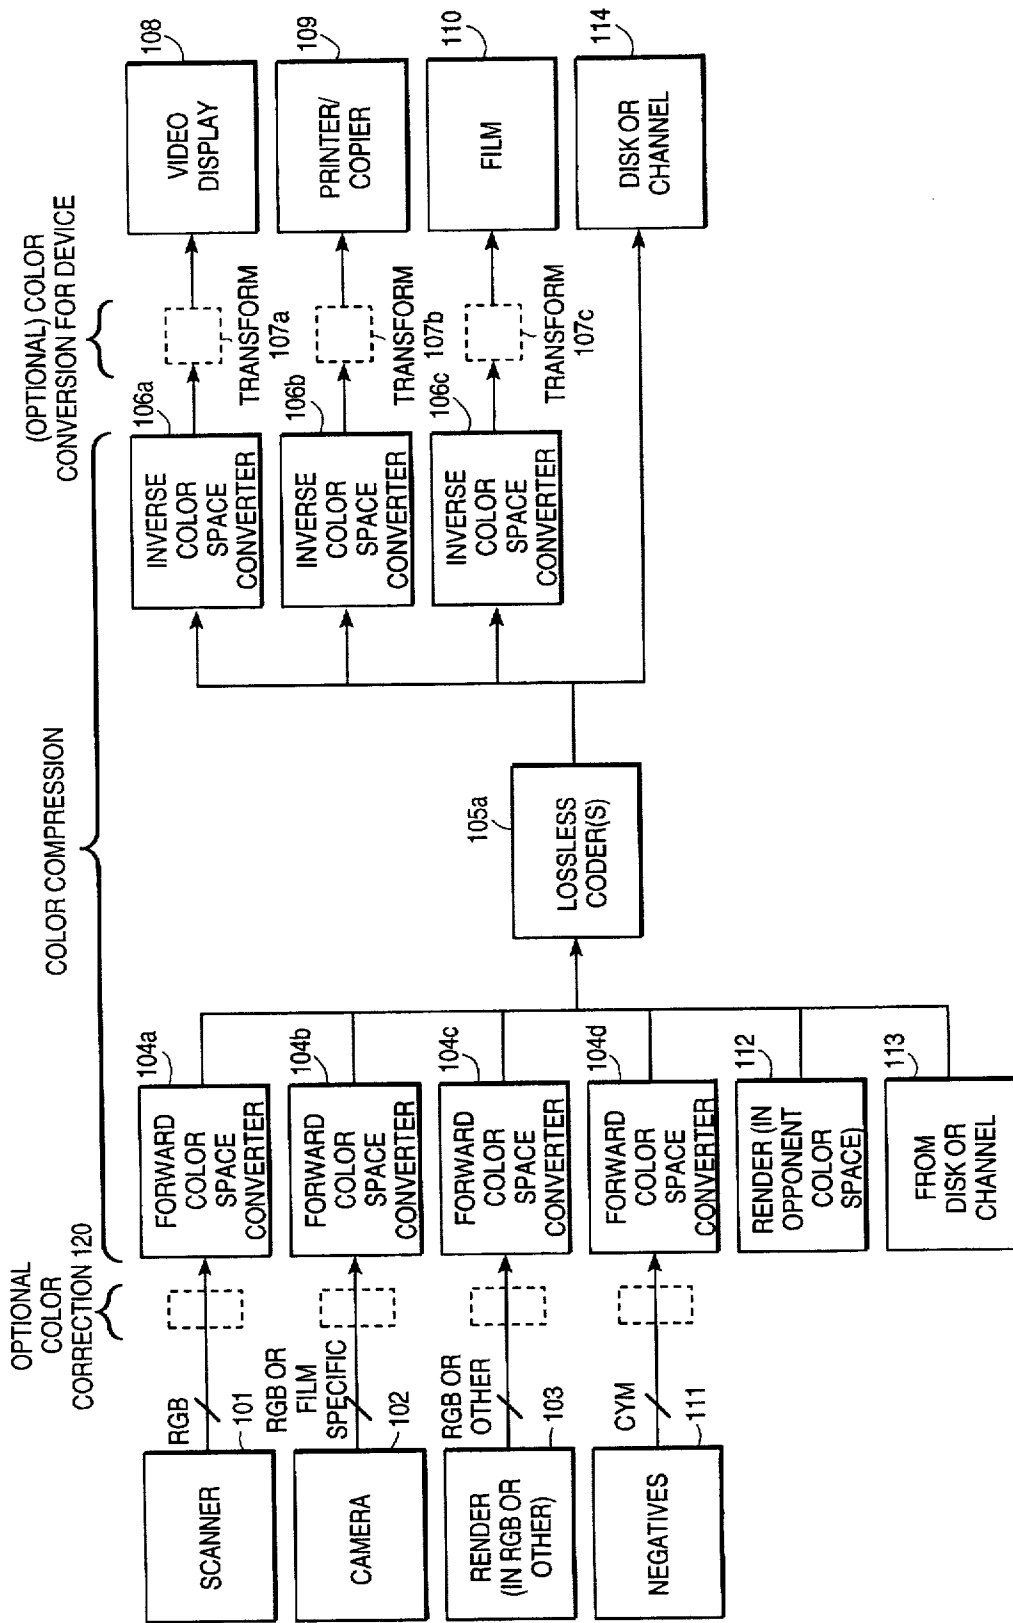 OPTIONAL
COLOR
CORRECTION 120
COLOR COMPRESSION
(OPTIONAL) COLOR
CONVERSION FOR DEVICE
SCANNER
101
RGB
FORWARD
COLOR
SPACE
CONVERTER
104a
INVERSE
COLOR
SPACE
CONVERTER
106a
TRANSFORM
107a
VIDEO
DISPLAY
108
CAMERA
102
RGB OR
FILM
SPECIFIC
FORWARD
COLOR
SPACE
CONVERTER
104b
INVERSE
COLOR
SPACE
CONVERTER
106b
TRANSFORM
107b
PRINTER/
COPIER
109
RENDER
(IN RGB OR
OTHER)
103
RGB OR
OTHER
FORWARD
COLOR
SPACE
CONVERTER
104c
INVERSE
COLOR
SPACE
CONVERTER
106c
TRANSFORM
107c
FILM
110
NEGATIVES
111
CYM
FORWARD
COLOR
SPACE
CONVERTER
104d
LOSSLESS
CODER(S)
105a
DISK OR
CHANNEL
114
RENDER (IN
OPPONENT
COLOR
SPACE)
112
FROM
DISK OR
CHANNEL
113